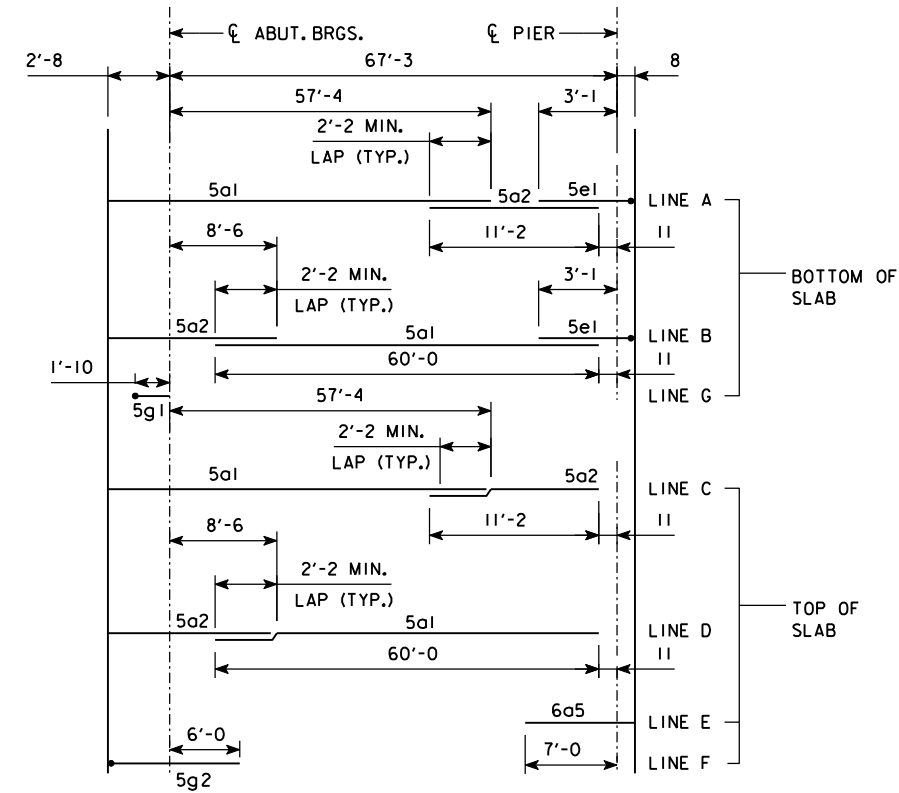 ℄ ABUT. BRGS.
℄ PIER
2'-8
67'-3
8
57'-4
3'-1
2'-2 MIN.
LAP (TYP.)
5a1
5a2
5e1
LINE A
8'-6
11'-2
11
2'-2 MIN.
LAP (TYP.)
3'-1
BOTTOM OF
SLAB
5a2
5a1
5e1
LINE B
1'-10
60'-0
11
5g1
57'-4
LINE G
2'-2 MIN.
LAP (TYP.)
5a1
5a2
LINE C
8'-6
11'-2
11
2'-2 MIN.
LAP (TYP.)
TOP OF
SLAB
5a2
5a1
LINE D
60'-0
11
6a5
LINE E
6'-0
7'-0
LINE F
5g2